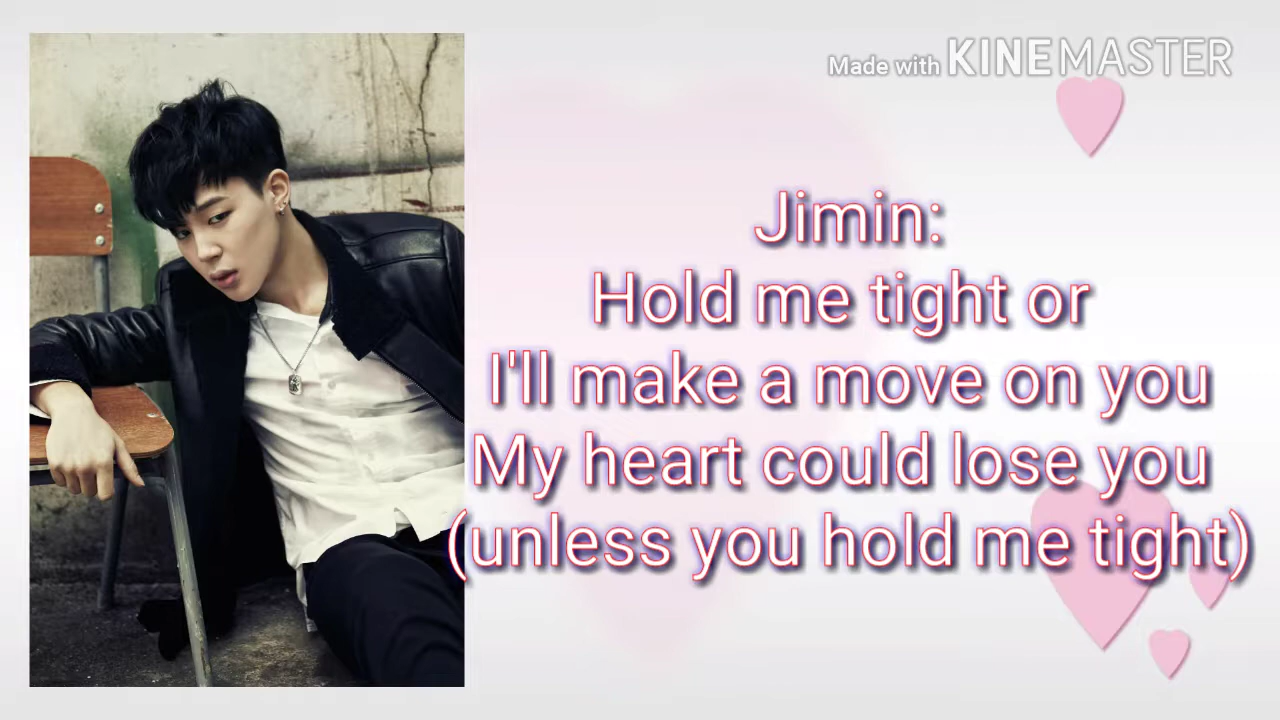 Made with KINEMASTER
Jimin:
Hold me tight or
I'll make a move on you
My heart could lose you
(unless you hold me tight)